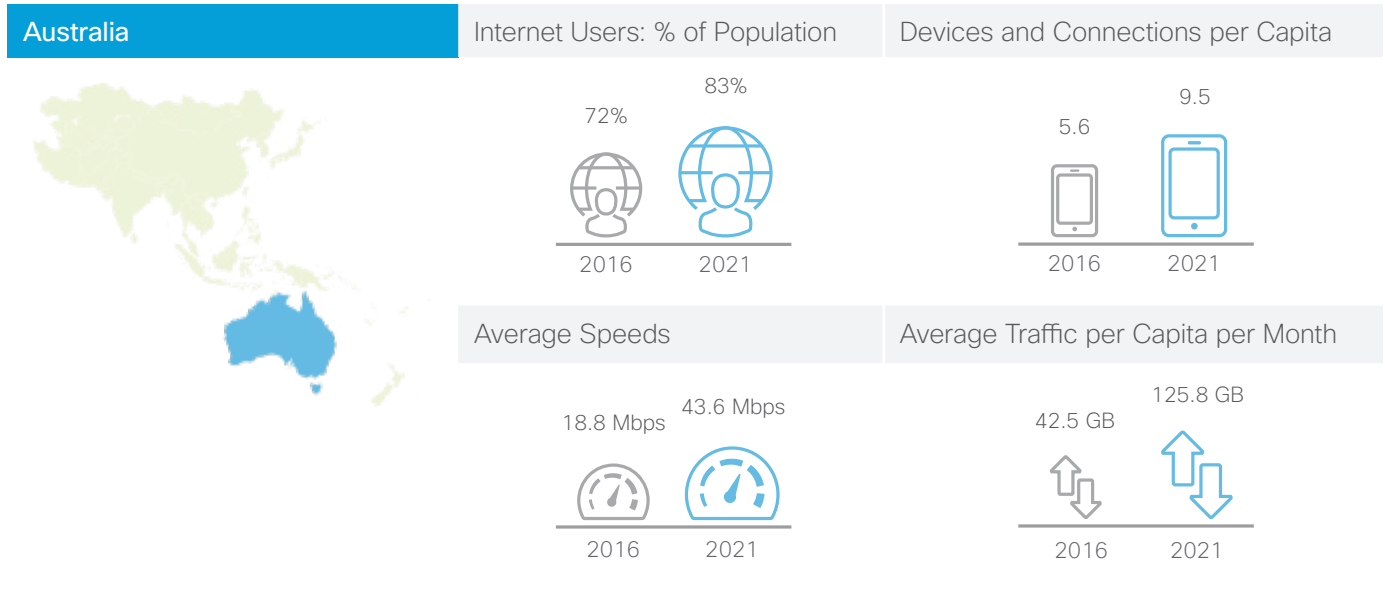 Australia
Internet Users: % of Population
72%
83%
2016
2021
Devices and Connections per Capita
5.6
9.5
2016
2021
Average Speeds
18.8 Mbps
43.6 Mbps
2016
2021
Average Traffic per Capita per Month
42.5 GB
125.8 GB
2016
2021